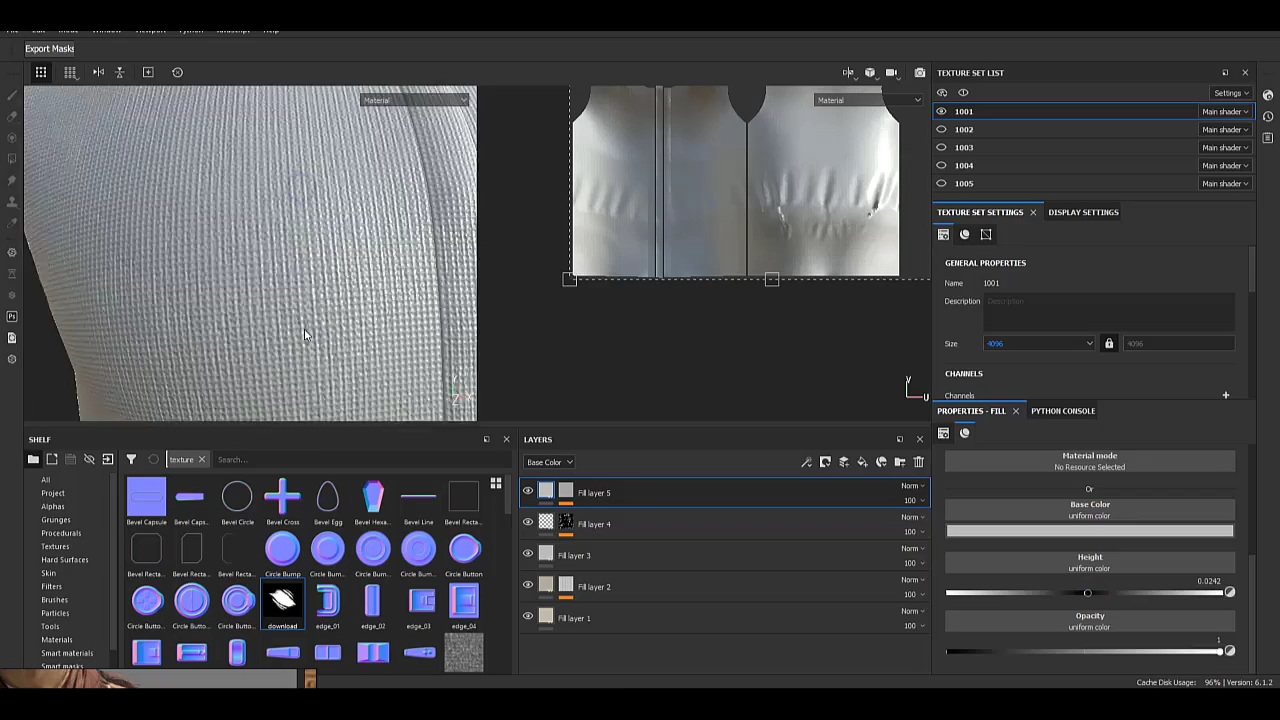 Export Masks
Material
Material
TEXTURE SET LIST
Settings
1001 Main shader
1002 Main shader
1003 Main shader
1004 Main shader
1005 Main shader
TEXTURE SET SETTINGS
DISPLAY SETTINGS
GENERAL PROPERTIES
Name 1001
Description Description
Size 4096 4096
CHANNELS
Channels
PROPERTIES - FILL
PYTHON CONSOLE
Material mode
No Resource Selected
Or
Base Color
uniform color
Height
uniform color
0.0242
Opacity
uniform color
1
Z X
Y
U
SHELF
texture
Search...
All
Project
Alphas
Grunges
Procedurals
Textures
Hard Surfaces
Skin
Filters
Brushes
Particles
Tools
Materials
Smart materials
Smart masks
Ps
Bevel Capsule Bevel Caps... Bevel Circle Bevel Cross Bevel Egg Bevel Hexa... Bevel Line Bevel Recta...
Bevel Recta... Bevel Recta... Bevel Recta... Circle Bump Circle Bum... Circle Bum... Circle Bum... Circle Button
Circle Butto... Circle Butto... Circle Butto... download edge_01 edge_02 edge_03 edge_04
LAYERS
Base Color
Fill layer 5 Norm 100
Fill layer 4 Norm 100
Fill layer 3 Norm 100
Fill layer 2 Norm 100
Fill layer 1 Norm 100
Cache Disk Usage: 96% | Version: 6.1.2